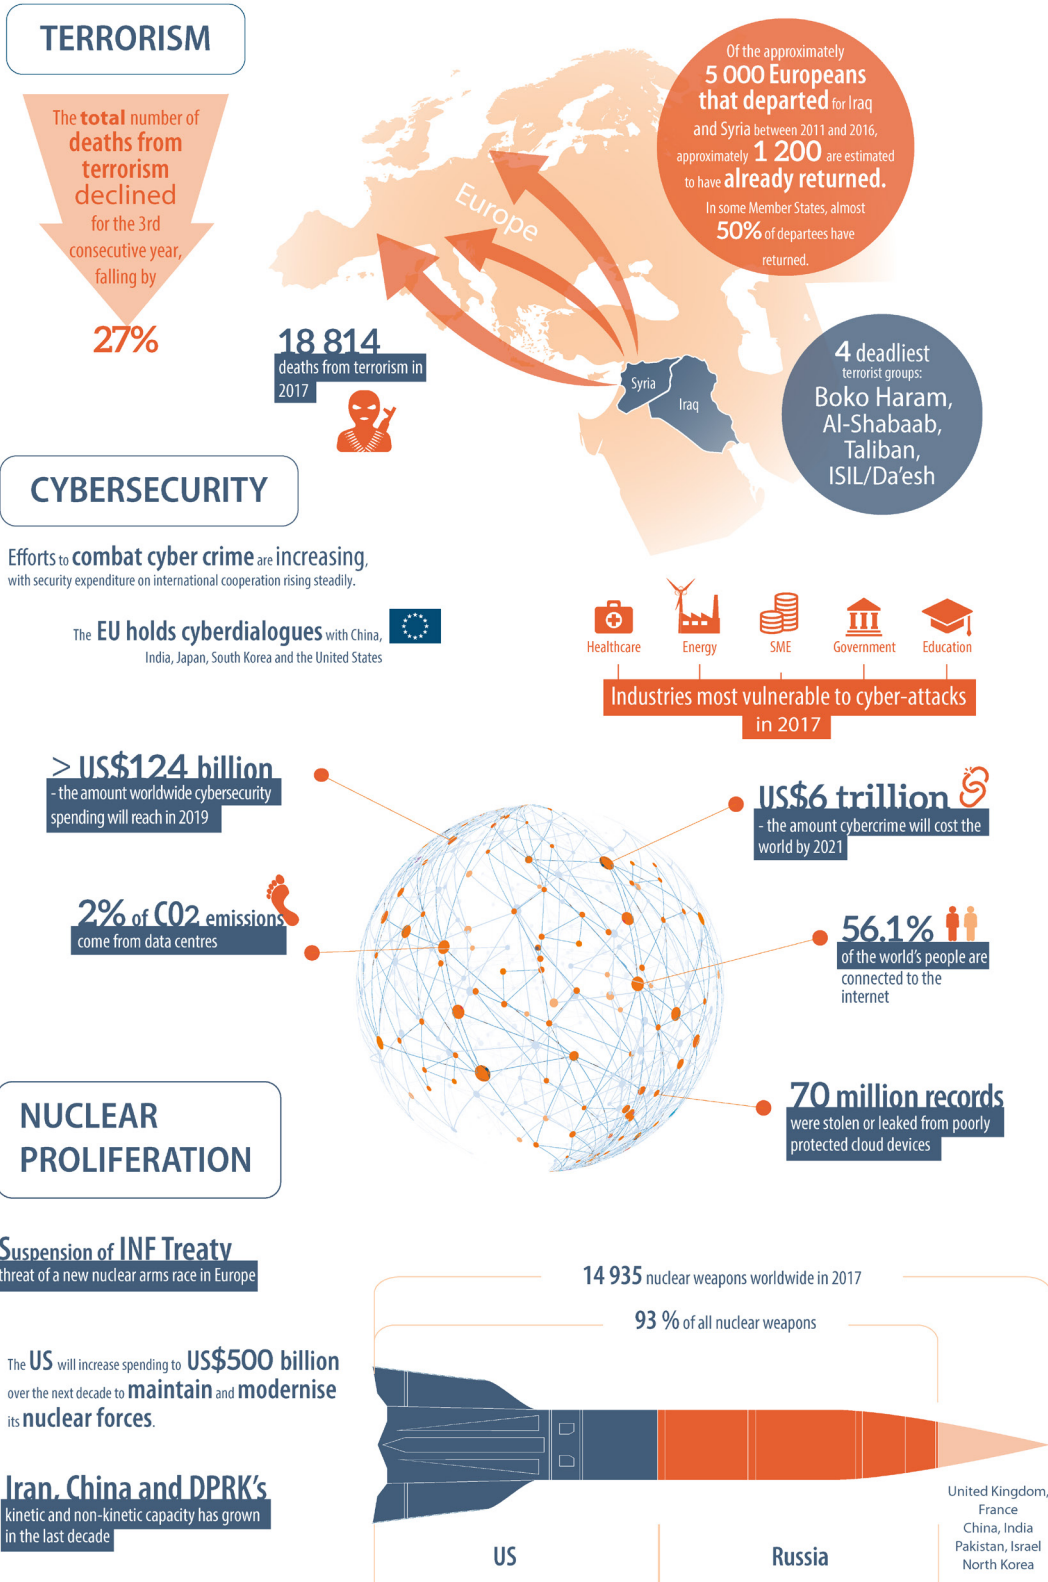 TERRORISM
The total number of
deaths from
terrorism
declined
for the 3rd
consecutive year,
falling by
27%
18 814
deaths from terrorism in
2017
Europe
Syria
Iraq
Of the approximately
5 000 Europeans
that departed for Iraq
and Syria between 2011 and 2016,
approximately 1 200 are estimated
to have already returned.
In some Member States, almost
50% of departees have
returned.
4 deadliest
terrorist groups:
Boko Haram,
Al-Shabaab,
Taliban,
ISIL/Da'esh
CYBERSECURITY
Efforts to combat cyber crime are increasing,
with security expenditure on international cooperation rising steadily.
The EU holds cyberdialogues with China,
India, Japan, South Korea and the United States
Healthcare
Energy
SME
Government
Education
Industries most vulnerable to cyber-attacks
in 2017
> US$124 billion
- the amount worldwide cybersecurity
spending will reach in 2019
US$6 trillion
- the amount cybercrime will cost the
world by 2021
2% of CO2 emissions
come from data centres
56.1%
of the world's people are
connected to the
internet
70 million records
were stolen or leaked from poorly
protected cloud devices
NUCLEAR
PROLIFERATION
Suspension of INF Treaty
threat of a new nuclear arms race in Europe
The US will increase spending to US$500 billion
over the next decade to maintain and modernise
its nuclear forces.
Iran, China and DPRK's
kinetic and non-kinetic capacity has grown
in the last decade
14 935 nuclear weapons worldwide in 2017
93 % of all nuclear weapons
US
Russia
United Kingdom,
France
China, India
Pakistan, Israel
North Korea